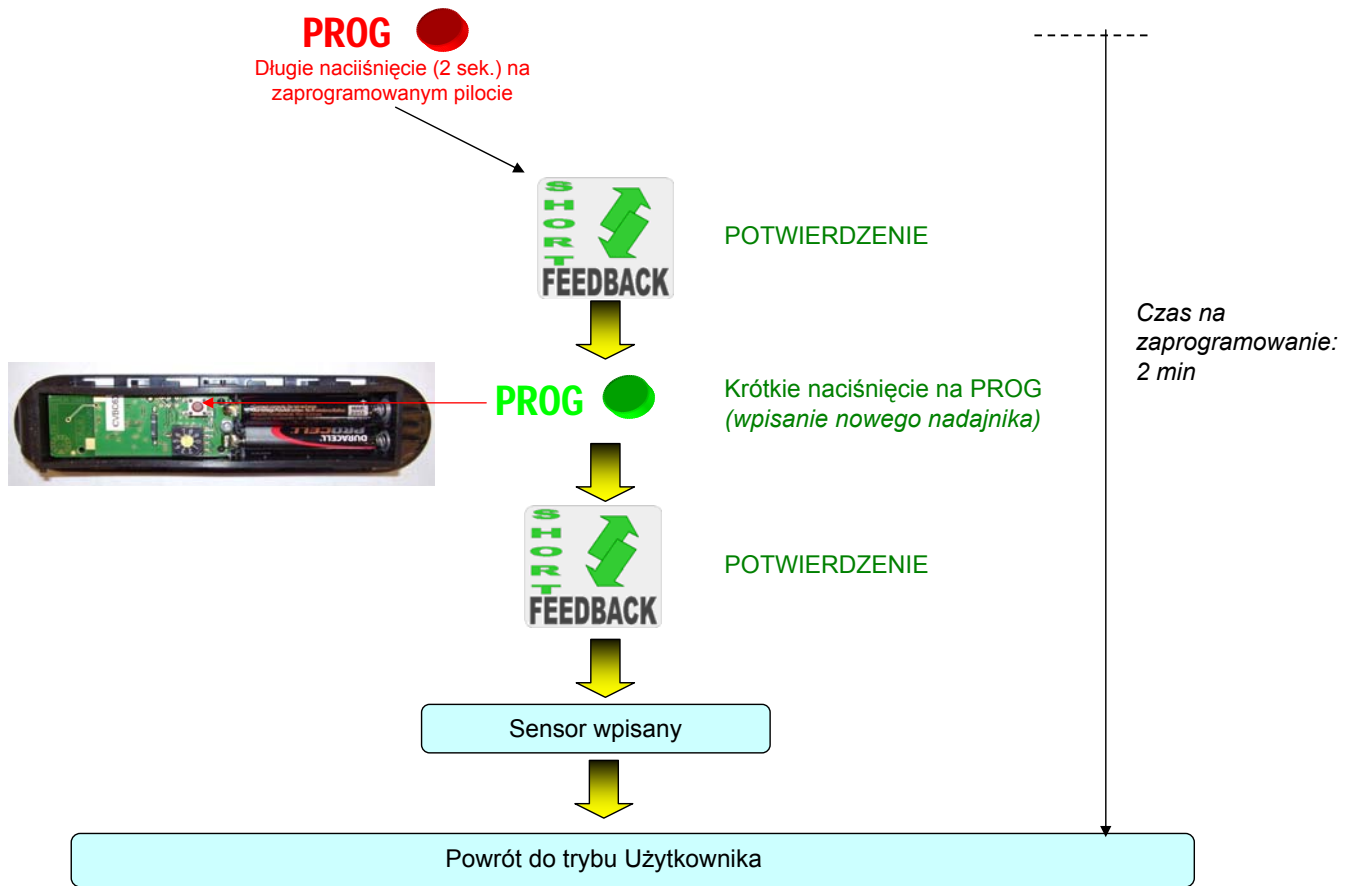 PROG
Długie naciiśnięcie (2 sek.) na
zaprogramowanym pilocie
SHORT
FEEDBACK
POTWIERDZENIE
Czas na
zaprogramowanie:
2 min
PROG
Krótkie naciśnięcie na PROG
(wpisanie nowego nadajnika)
DURACELL
PROCELL
SHORT
FEEDBACK
POTWIERDZENIE
Sensor wpisany
Powrót do trybu Użytkownika